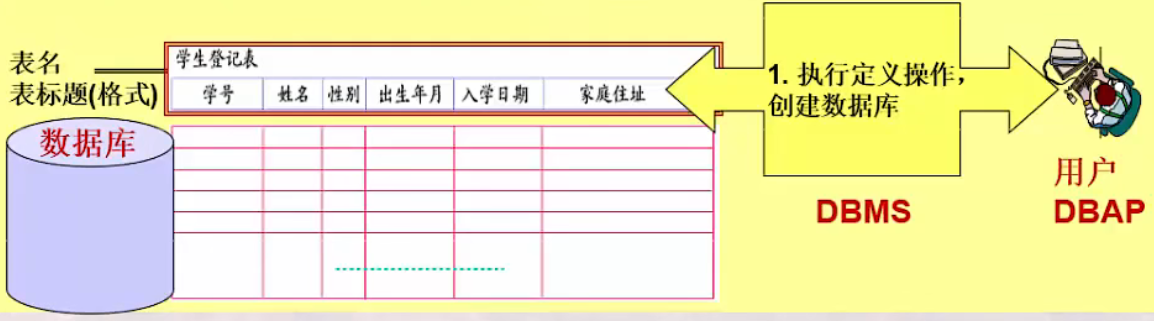 表名
表标题(格式)
学生登记表
学号 姓名 性别 出生年月 入学日期 家庭住址
1. 执行定义操作，
创建数据库
数据库
用户
DBMS
DBAP